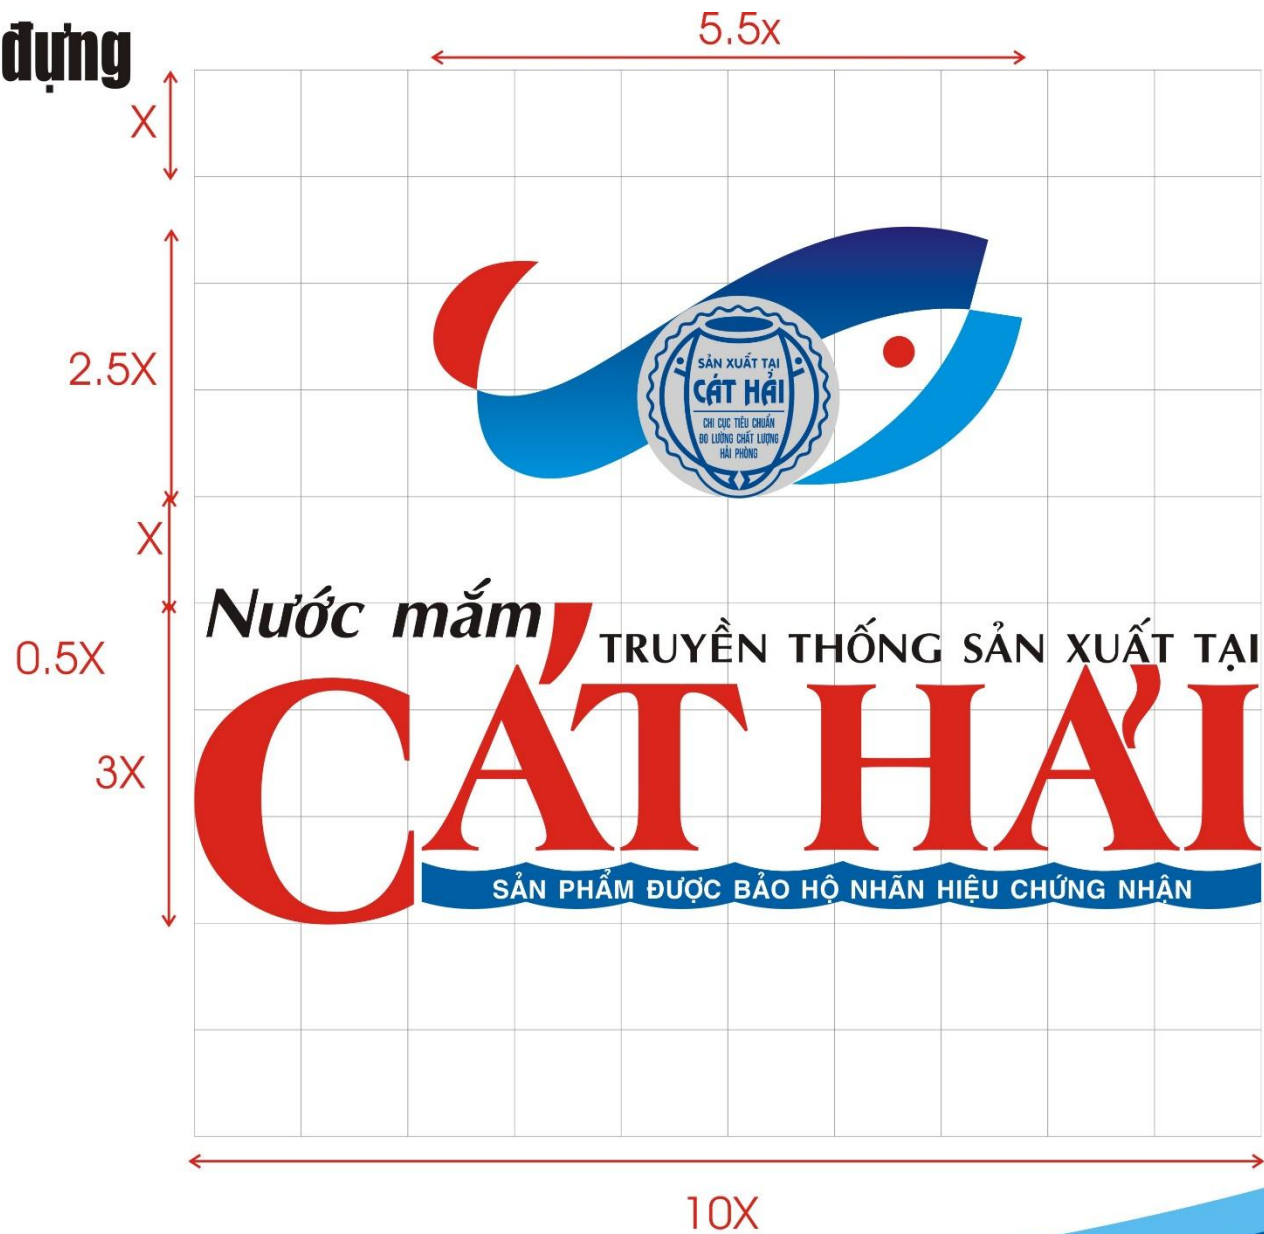 đựng
5.5x
X
2.5X
SẢN XUẤT TẠI
CÁT HẢI
CHI CỤC TIÊU CHUẨN
ĐO LƯỜNG CHẤT LƯỢNG
HẢI PHÒNG
X
Nước mắm
TRUYỀN THỐNG SẢN XUẤT TẠI
0.5X
CÁT HẢI
3X
SẢN PHẨM ĐƯỢC BẢO HỘ NHÃN HIỆU CHỨNG NHẬN
10X